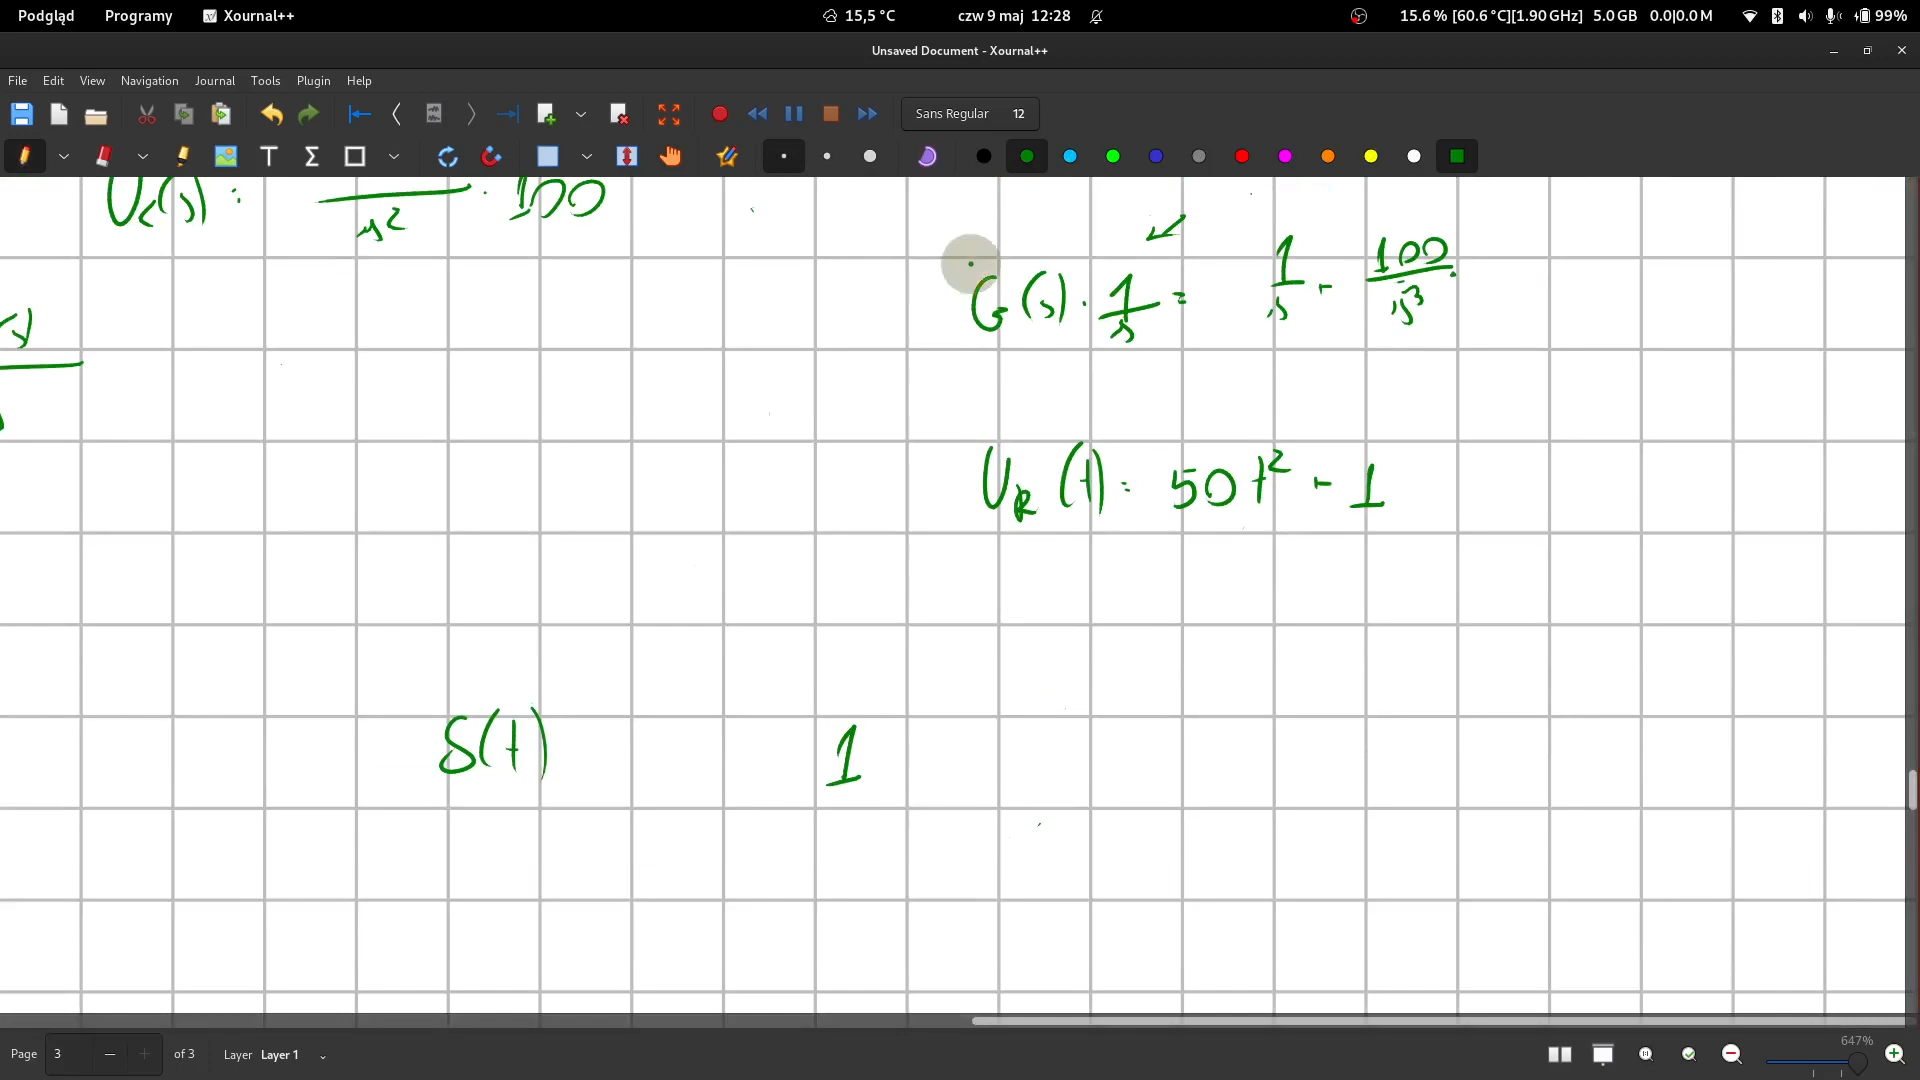 Podgląd Programy Xournal++ 15,5 °C czw 9 maj 12:28 15.6 % [60.6 °C][1.90 GHz] 5.0 GB 0.0|0.0 M 99%
Unsaved Document - Xournal++
File Edit View Navigation Journal Tools Plugin Help
Sans Regular 12
U_c(s) : / s² · 100
G(s) · 1/s = 1/s + 100/s³
(s)
U_R(t) = 50t² + 1
δ(t) 1
Page 3 of 3 Layer Layer 1 647%